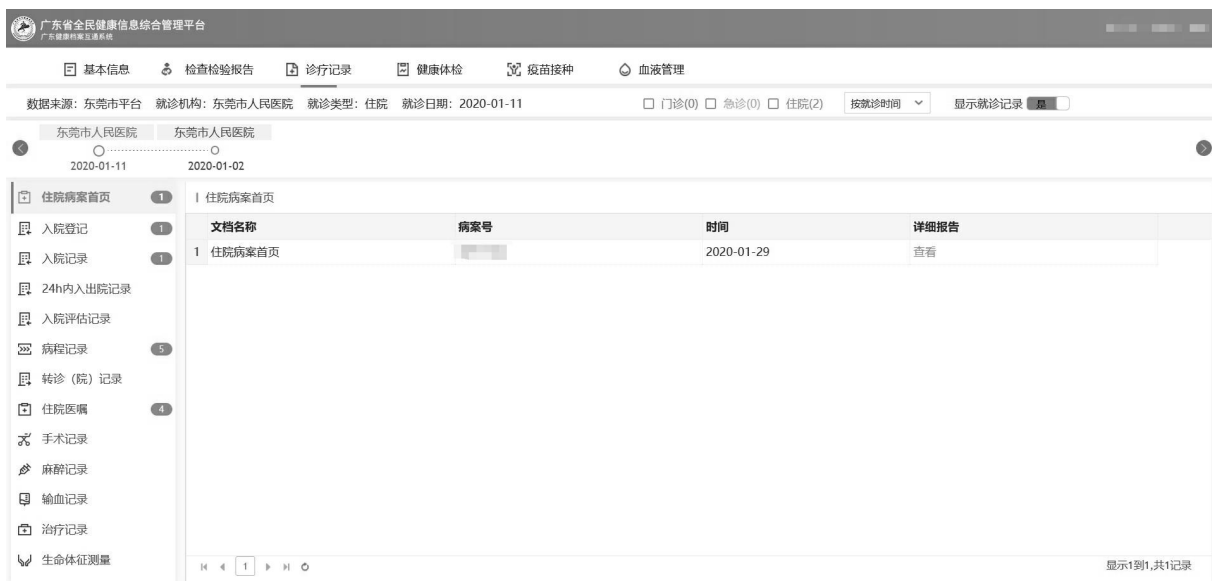 广东省全民健康信息综合管理平台
广东健康档案互通系统
基本信息 检查检验报告 诊疗记录 健康体检 疫苗接种 血液管理
数据来源：东莞市平台 就诊机构：东莞市人民医院 就诊类型：住院 就诊日期：2020-01-11 门诊(0) 急诊(0) 住院(2) 按就诊时间 显示就诊记录 是
东莞市人民医院 东莞市人民医院
2020-01-11 2020-01-02
住院病案首页 1
入院登记 1
入院记录 1
24h内入出院记录
入院评估记录
病程记录 5
转诊（院）记录
住院医嘱 4
手术记录
麻醉记录
输血记录
治疗记录
生命体征测量
住院病案首页
文档名称 病案号 时间 详细报告
1 住院病案首页 2020-01-29 查看
1 显示1到1,共1记录